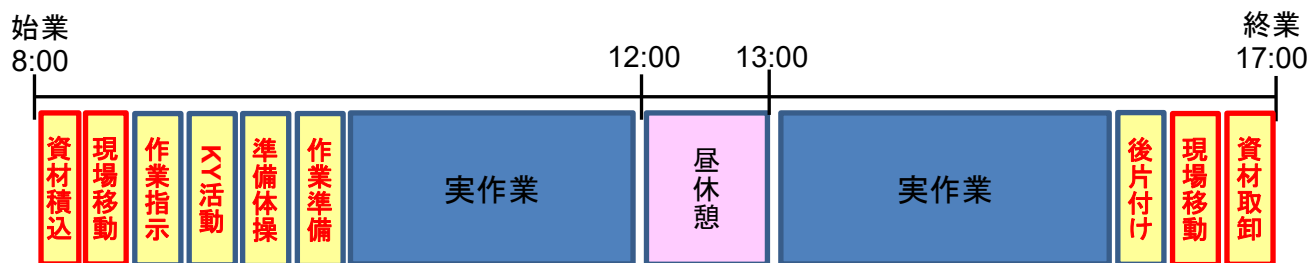 始業
8:00
12:00
13:00
終業
17:00
資材積込
現場移動
作業指示
KY活動
準備体操
作業準備
実作業
昼休憩
実作業
後片付け
現場移動
資材取卸